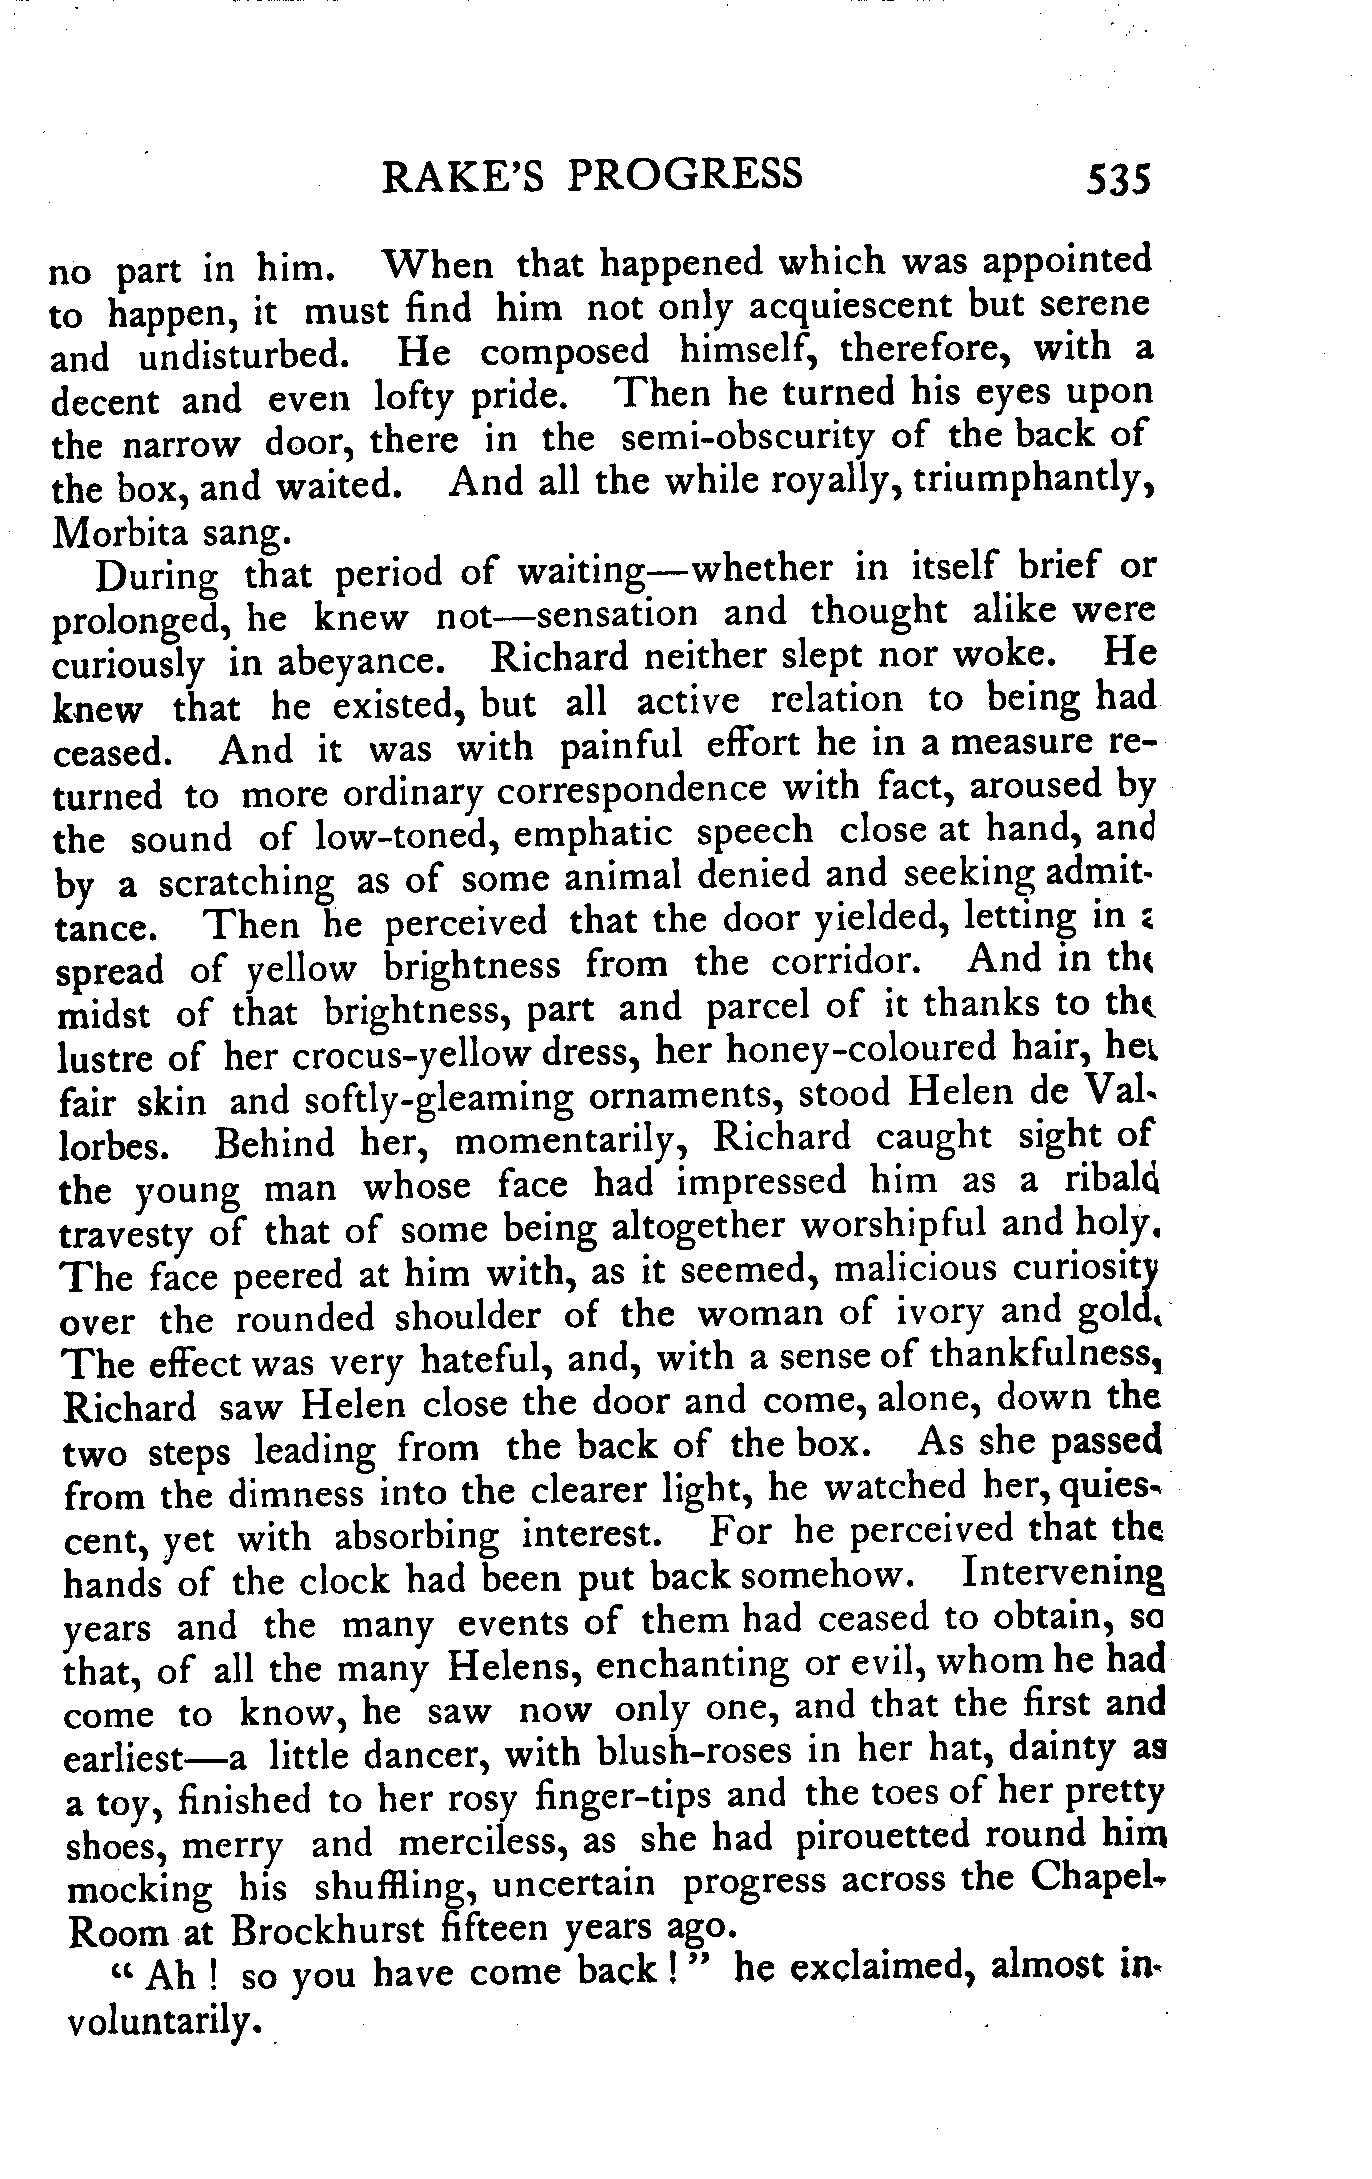 RAKE'S PROGRESS 535
no part in him. When that happened which was appointed
to happen, it must find him not only acquiescent but serene
and undisturbed. He composed himself, therefore, with a
decent and even lofty pride. Then he turned his eyes upon
the narrow door, there in the semi-obscurity of the back of
the box, and waited. And all the while royally, triumphantly,
Morbita sang.
During that period of waiting—whether in itself brief or
prolonged, he knew not—sensation and thought alike were
curiously in abeyance. Richard neither slept nor woke. He
knew that he existed, but all active relation to being had
ceased. And it was with painful effort he in a measure re-
turned to more ordinary correspondence with fact, aroused by
the sound of low-toned, emphatic speech close at hand, and
by a scratching as of some animal denied and seeking admit-
tance. Then he perceived that the door yielded, letting in a
spread of yellow brightness from the corridor. And in the
midst of that brightness, part and parcel of it thanks to the
lustre of her crocus-yellow dress, her honey-coloured hair, her
fair skin and softly-gleaming ornaments, stood Helen de Val-
lorbes. Behind her, momentarily, Richard caught sight of
the young man whose face had impressed him as a ribald
travesty of that of some being altogether worshipful and holy.
The face peered at him with, as it seemed, malicious curiosity
over the rounded shoulder of the woman of ivory and gold.
The effect was very hateful, and, with a sense of thankfulness,
Richard saw Helen close the door and come, alone, down the
two steps leading from the back of the box. As she passed
from the dimness into the clearer light, he watched her, quies-
cent, yet with absorbing interest. For he perceived that the
hands of the clock had been put back somehow. Intervening
years and the many events of them had ceased to obtain, so
that, of all the many Helens, enchanting or evil, whom he had
come to know, he saw now only one, and that the first and
earliest—a little dancer, with blush-roses in her hat, dainty as
a toy, finished to her rosy finger-tips and the toes of her pretty
shoes, merry and merciless, as she had pirouetted round him
mocking his shuffling, uncertain progress across the Chapel-
Room at Brockhurst fifteen years ago.
“ Ah ! so you have come back ! ” he exclaimed, almost in-
voluntarily.